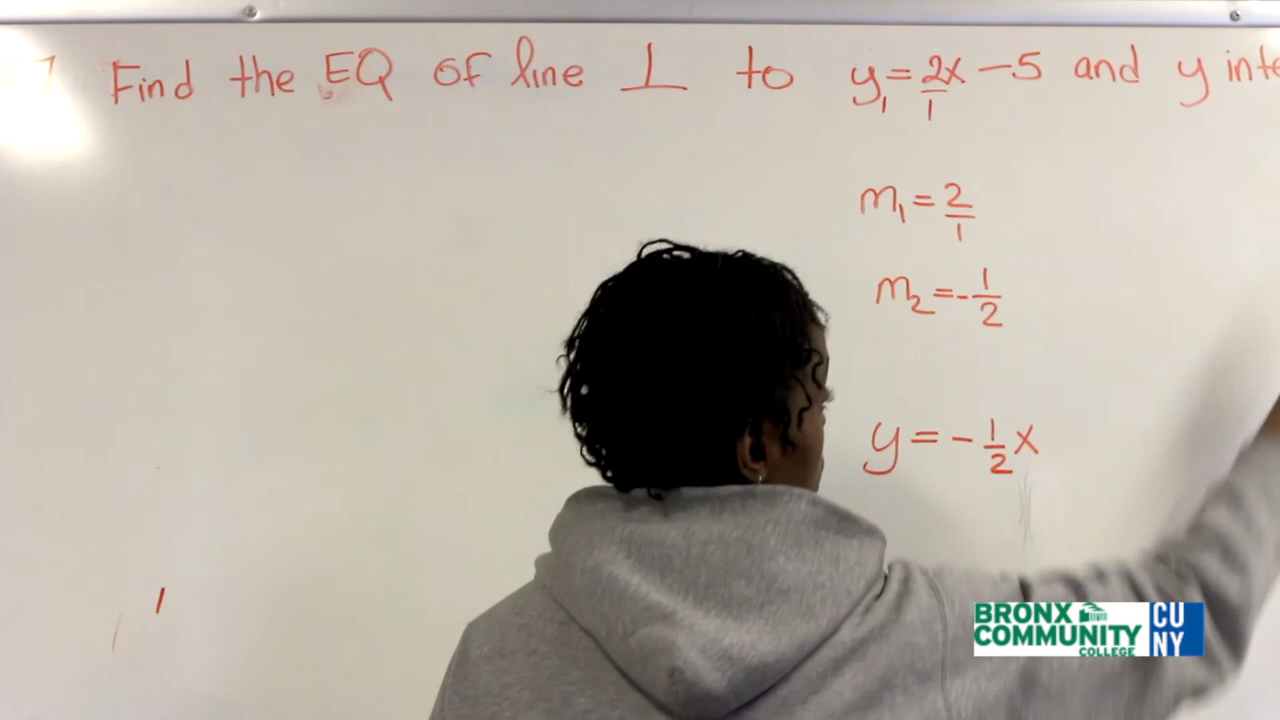 Find the EQ of line ⊥ to y₁ = 2x/1 - 5 and y inte
m₁ = 2/1
m₂ = -1/2
y = -1/2 x
BRONX
COMMUNITY
COLLEGE
CU
NY